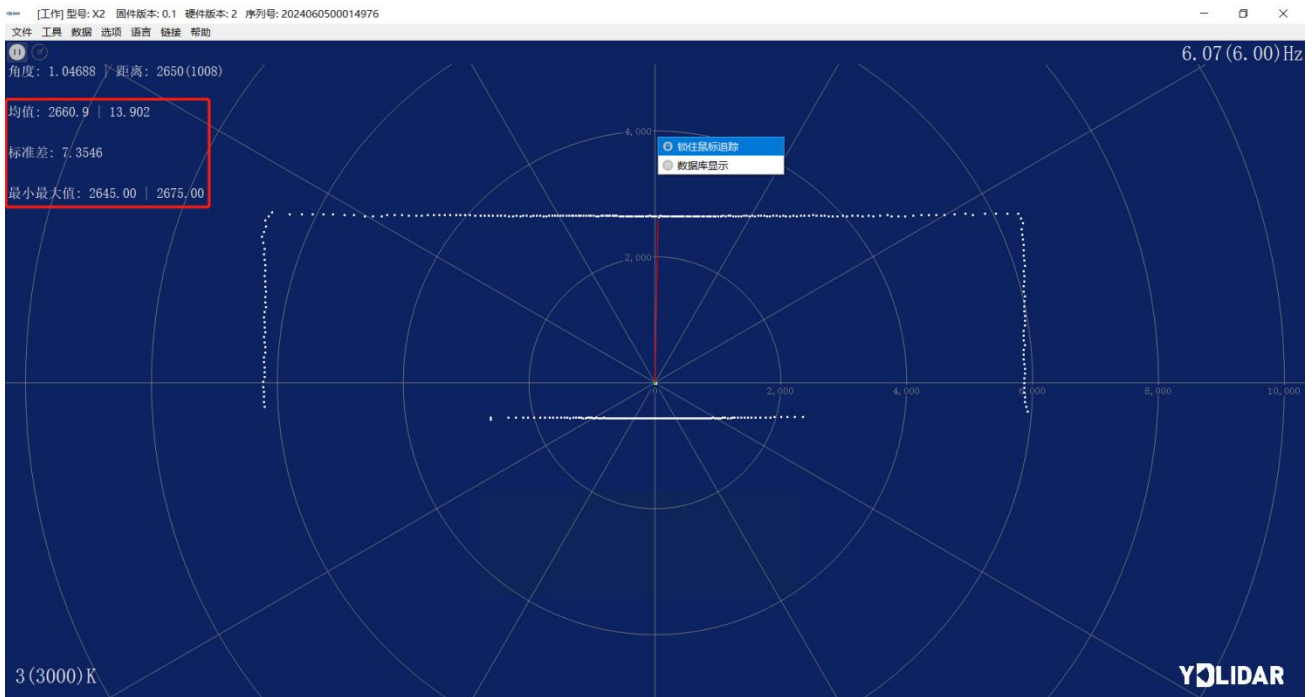 [工作] 型号: X2 固件版本: 0.1 硬件版本: 2 序列号: 2024060500014976
文件 工具 数据 选项 语言 链接 帮助
6.07(6.00)Hz
角度: 1.04688 | 距离: 2650(1008)
均值: 2660.9 | 13.902
标准差: 7.3546
最小最大值: 2645.00 | 2675.00
4,000
锁住鼠标追踪
数据库显示
2,000
0 2,000 4,000 6,000 8,000 10,000
3(3000)K
YDLIDAR